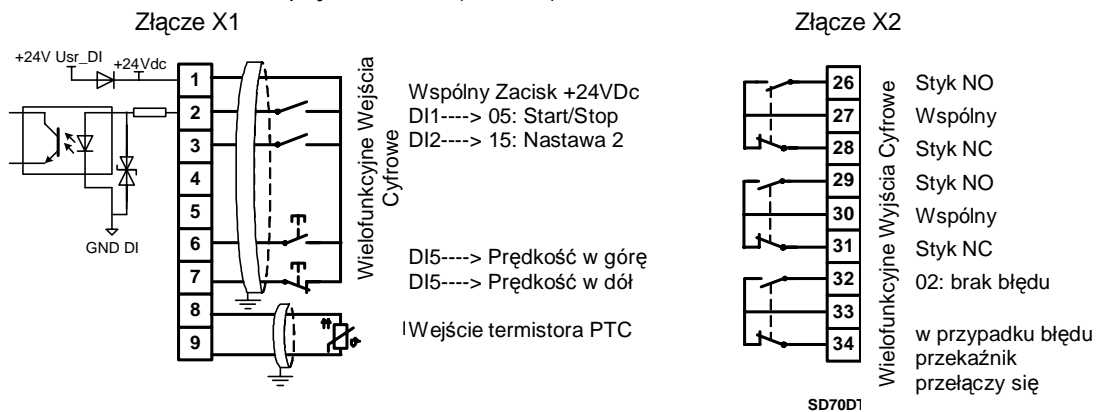 Złącze X1
Złącze X2
+24V Usr_DI
+24Vdc
GND DI
1
2
3
4
5
6
7
8
9
Wielofunkcyjne Wejścia
Cyfrowe
Wspólny Zacisk +24VDc
DI1----> 05: Start/Stop
DI2----> 15: Nastawa 2
DI5----> Prędkość w górę
DI5----> Prędkość w dół
Wejście termistora PTC
26
27
28
29
30
31
32
33
34
Wielofunkcyjne Wyjścia Cyfrowe
Styk NO
Wspólny
Styk NC
Styk NO
Wspólny
Styk NC
02: brak błędu
w przypadku błędu
przekaźnik
przełączy się